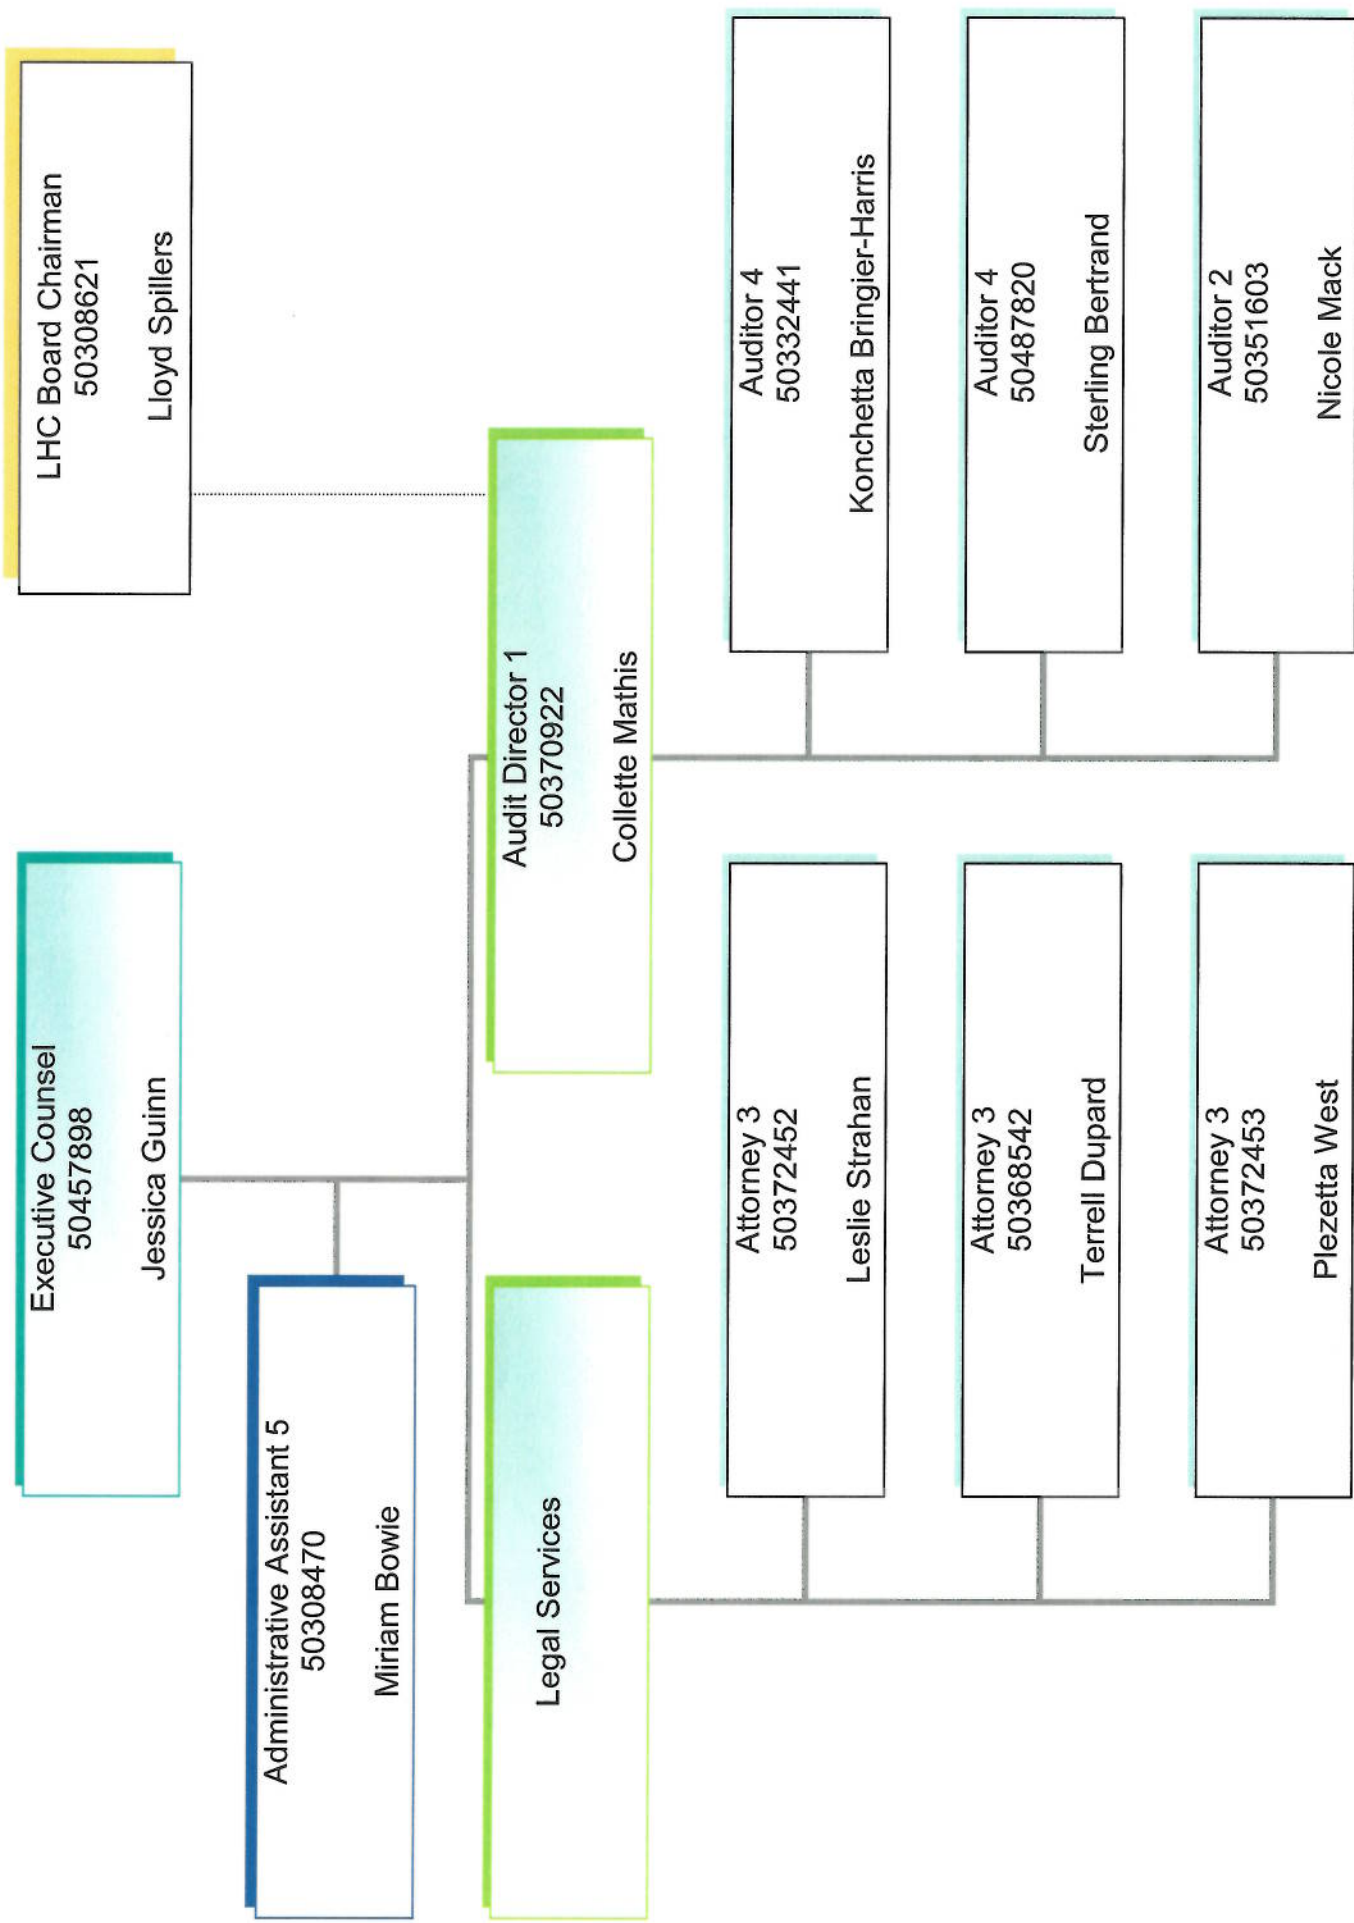 Executive Counsel
50457898
Jessica Guinn
LHC Board Chairman
50308621
Lloyd Spillers
Administrative Assistant 5
50308470
Miriam Bowie
Legal Services
Audit Director 1
50370922
Collette Mathis
Attorney 3
50372452
Leslie Strahan
Auditor 4
50332441
Konchetta Bringier-Harris
Attorney 3
50368542
Terrell Dupard
Auditor 4
50487820
Sterling Bertrand
Attorney 3
50372453
Plezetta West
Auditor 2
50351603
Nicole Mack